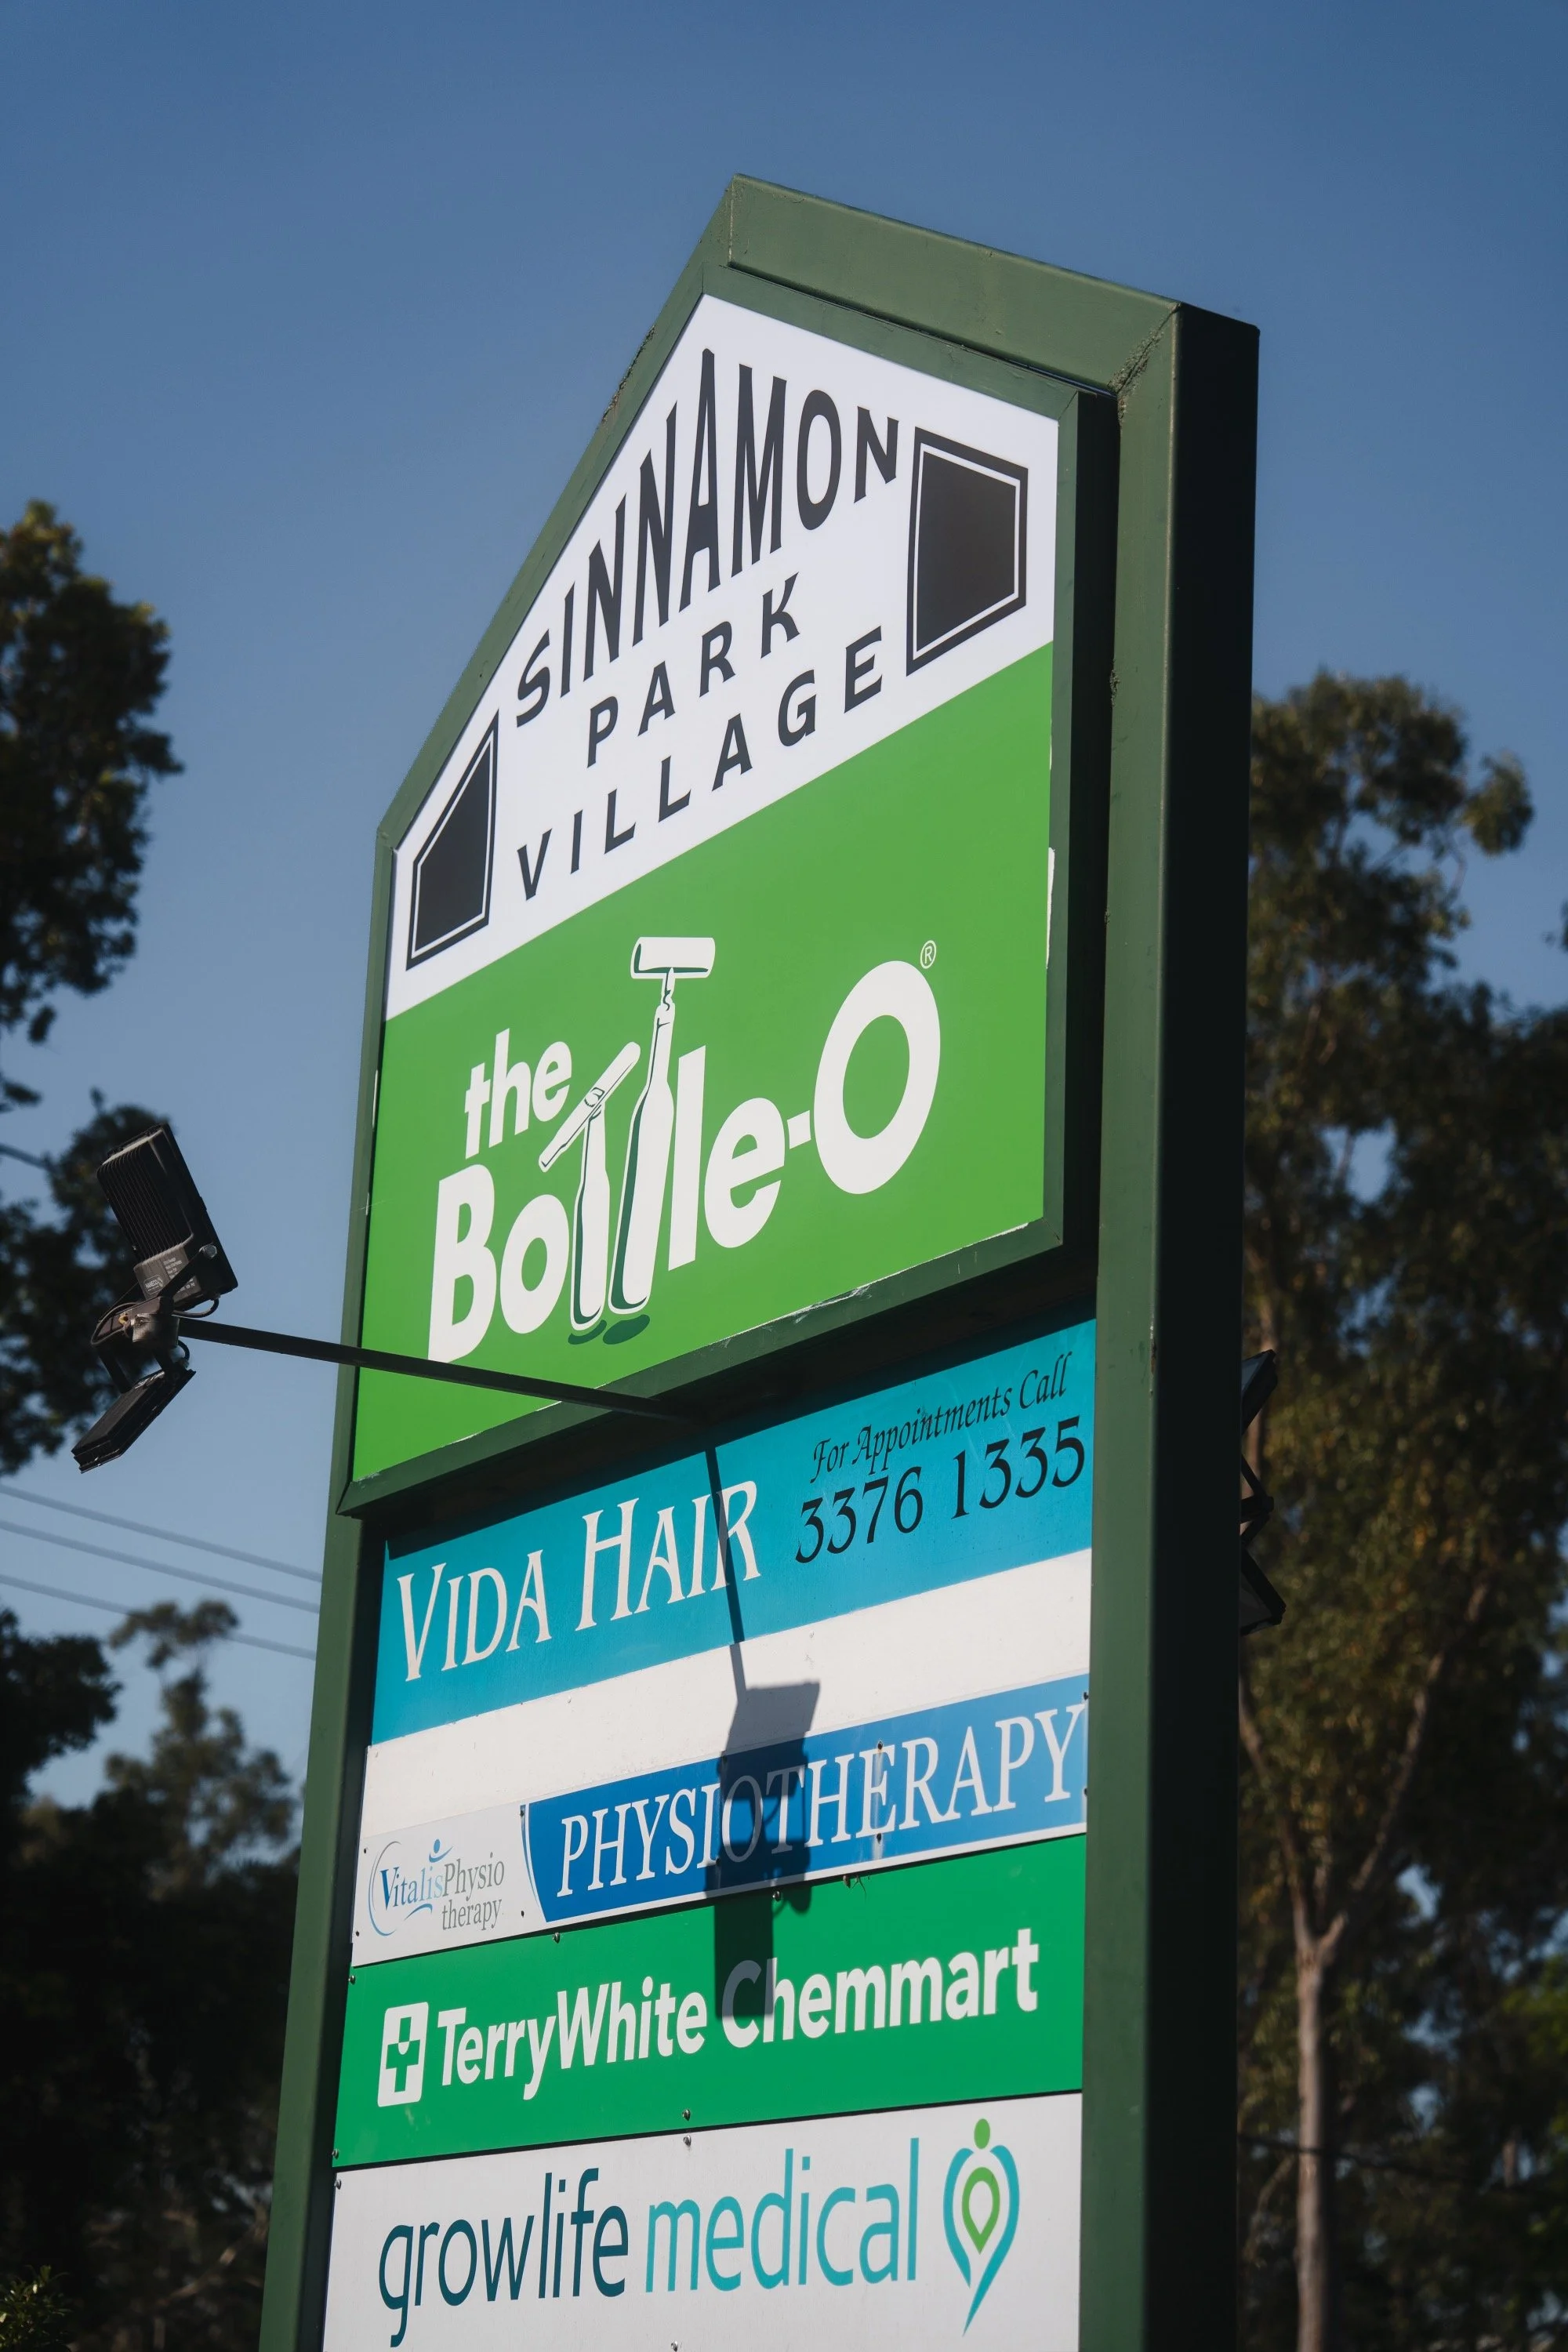 SINNAMON
PARK
VILLAGE
the
Bottle-O®
VIDA HAIR
For Appointments Call
3376 1335
VitalisPhysio
therapy
PHYSIOTHERAPY
TerryWhite Chemmart
growlife medical